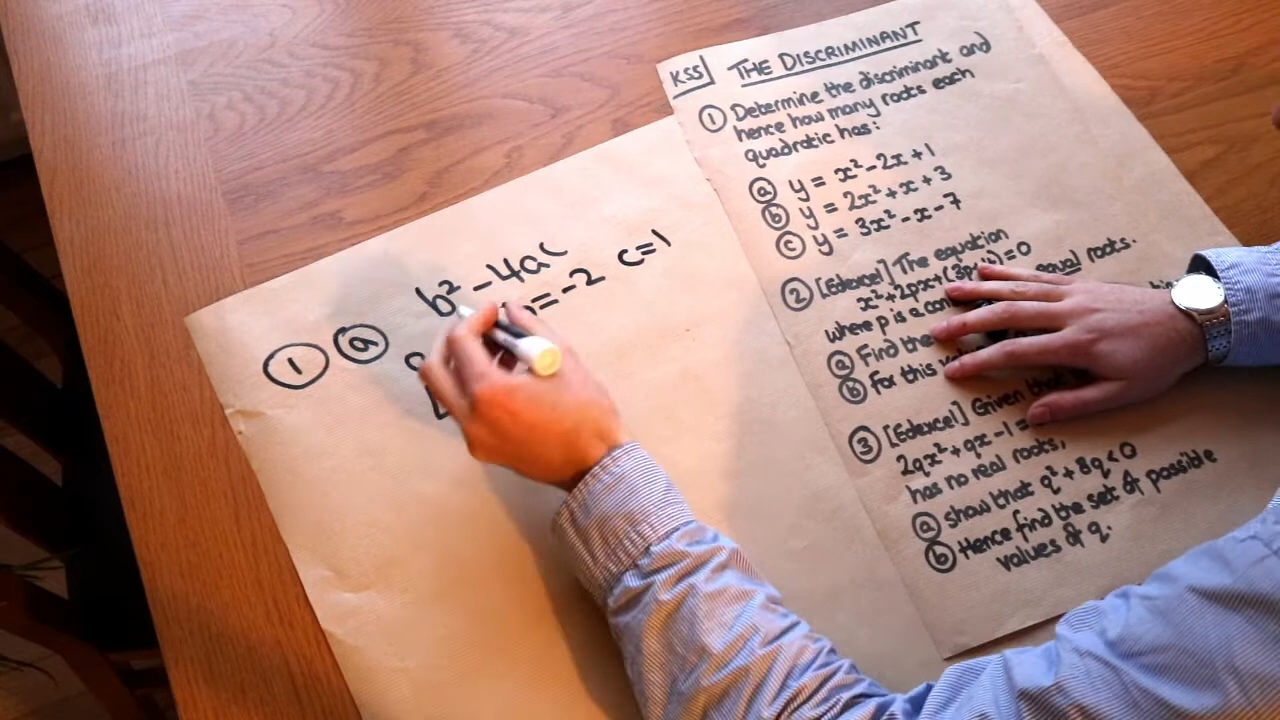 KSS THE DISCRIMINANT
① Determine the discriminant and
hence how many roots each
quadratic has:
ⓐ y = x² - 2x + 1
ⓑ y = 2x² + x + 3
ⓒ y = 3x² - x - 7
② [Edexcel] The equation
x² + 2px + (3p+4) = 0
where p is a equal roots.
ⓐ Find the
ⓑ For this
③ [Edexcel] Given
2qx² + qx - 1 =
has no real roots,
ⓐ show that q² + 8q < 0
ⓑ Hence find the set of possible
values of q.
b² - 4ac
① ⓐ = -2 c=1